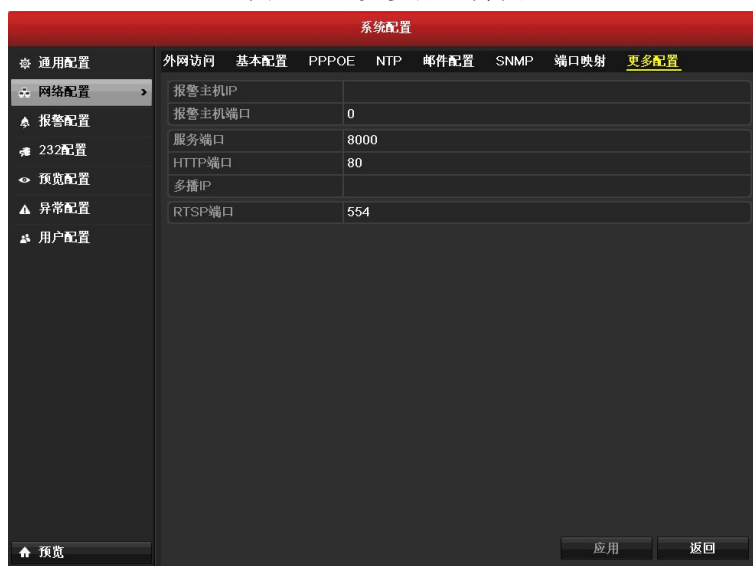 系统配置
通用配置
网络配置
报警配置
232配置
预览配置
异常配置
用户配置
预览
外网访问 基本配置 PPPOE NTP 邮件配置 SNMP 端口映射 更多配置
报警主机IP
报警主机端口 0
服务端口 8000
HTTP端口 80
多播IP
RTSP端口 554
应用 返回